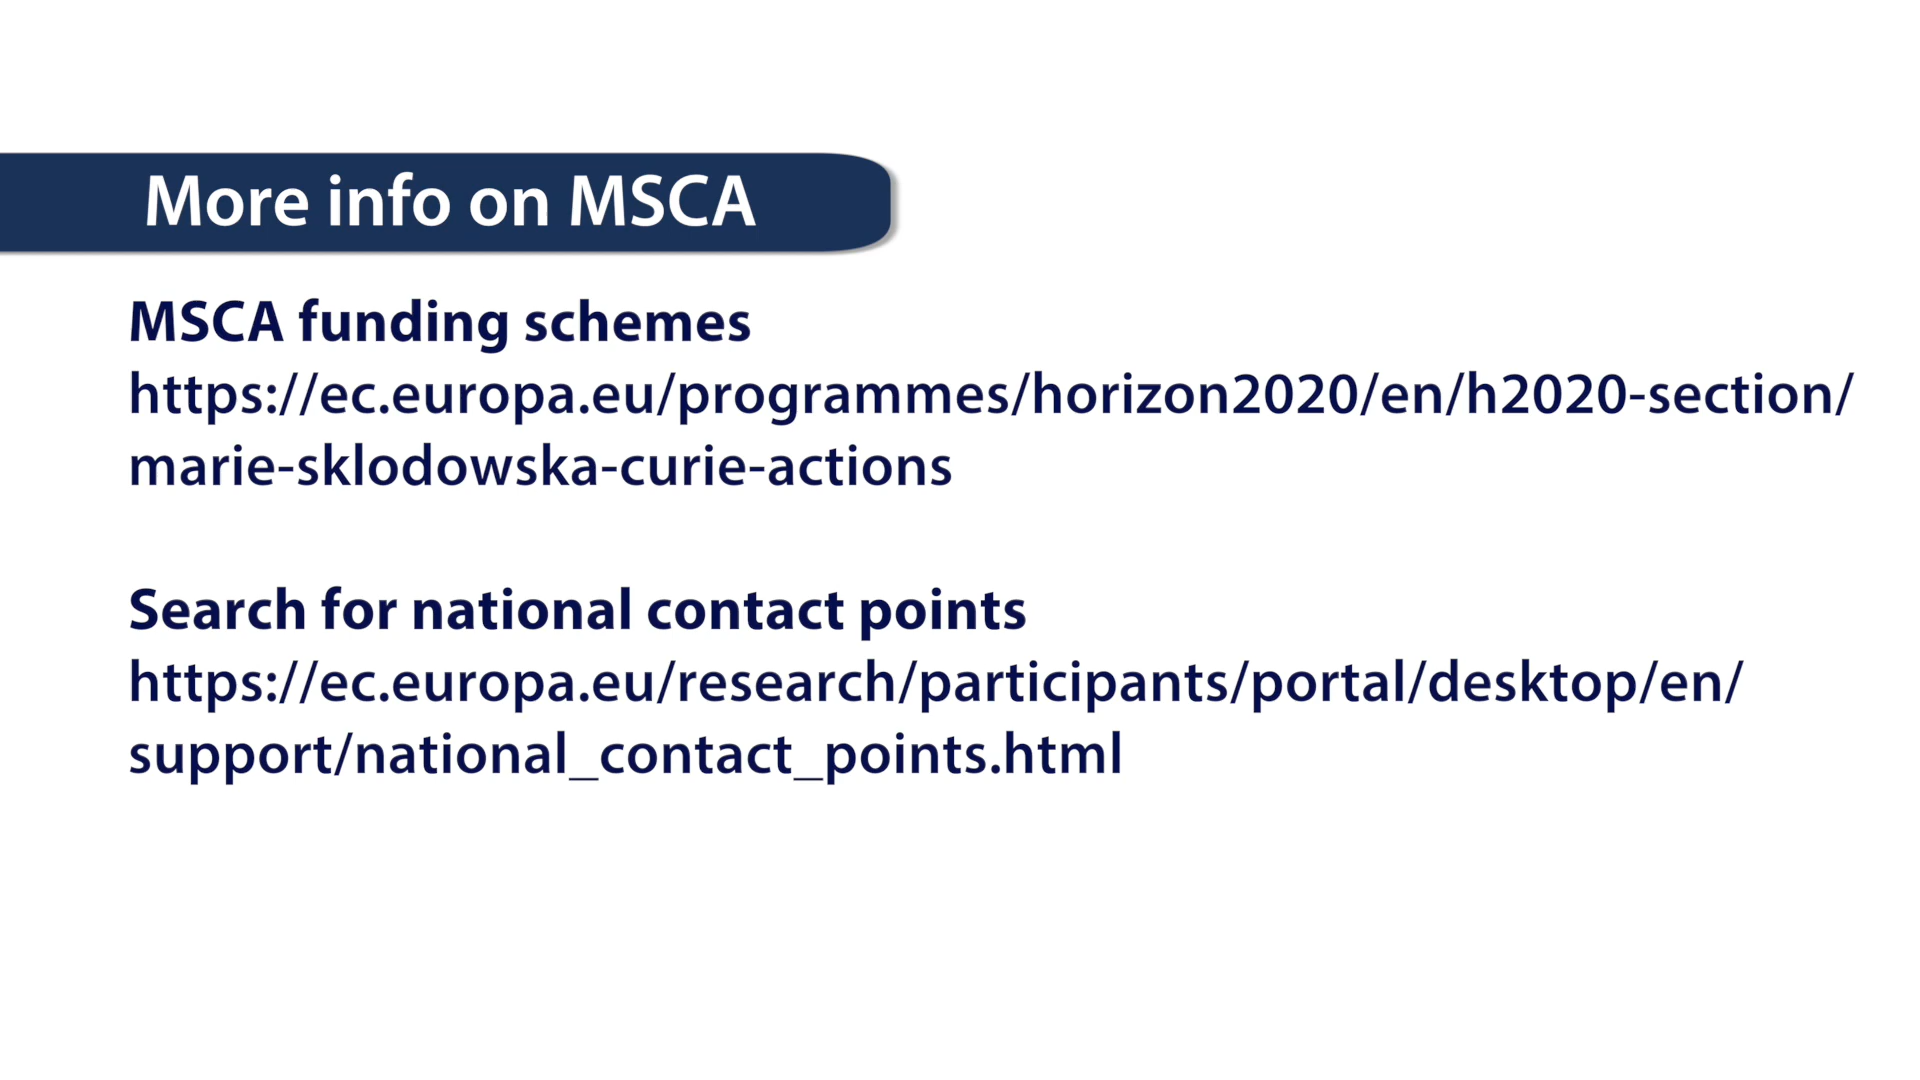 More info on MSCA
MSCA funding schemes
https://ec.europa.eu/programmes/horizon2020/en/h2020-section/
marie-sklodowska-curie-actions
Search for national contact points
https://ec.europa.eu/research/participants/portal/desktop/en/
support/national_contact_points.html